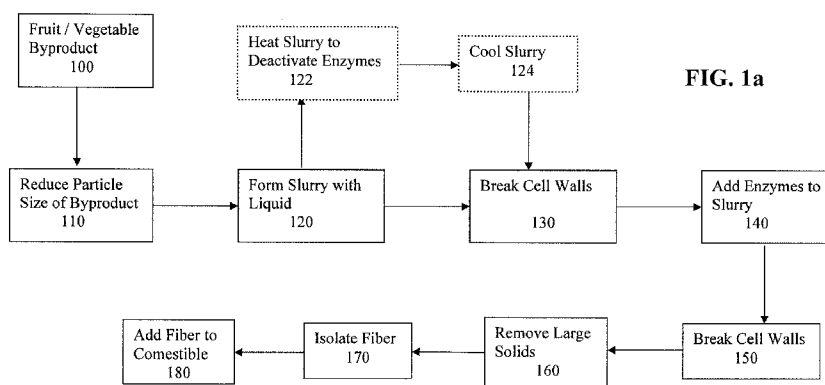 Fruit / Vegetable
Byproduct
100
Heat Slurry to
Deactivate Enzymes
122
Cool Slurry
124
FIG. 1a
Reduce Particle
Size of Byproduct
110
Form Slurry with
Liquid
120
Break Cell Walls
130
Add Enzymes to
Slurry
140
Add Fiber to
Comestible
180
Isolate Fiber
170
Remove Large
Solids
160
Break Cell Walls
150